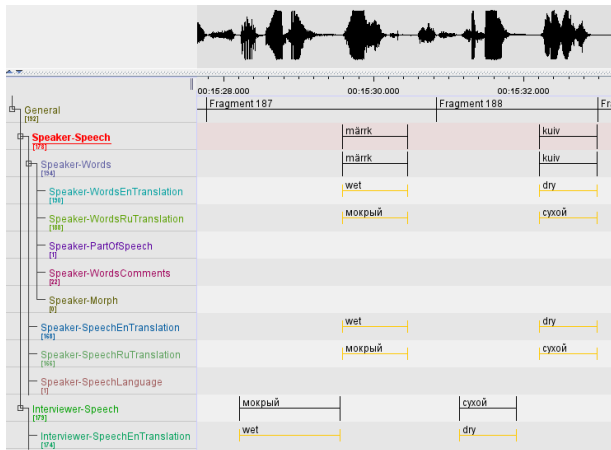 00:15:28.000 00:15:30.000 00:15:32.000
Fragment 187 Fragment 188 Fr
General
[192]
Speaker-Speech märrk kuiv
[170]
Speaker-Words märrk kuiv
[194]
Speaker-WordsEnTranslation wet dry
[190]
Speaker-WordsRuTranslation мокрый сухой
[188]
Speaker-PartOfSpeech
[1]
Speaker-WordsComments
[22]
Speaker-Morph
[0]
Speaker-SpeechEnTranslation wet dry
[168]
Speaker-SpeechRuTranslation мокрый сухой
[166]
Speaker-SpeechLanguage
[1]
Interviewer-Speech мокрый сухой
[173]
Interviewer-SpeechEnTranslation wet dry
[174]